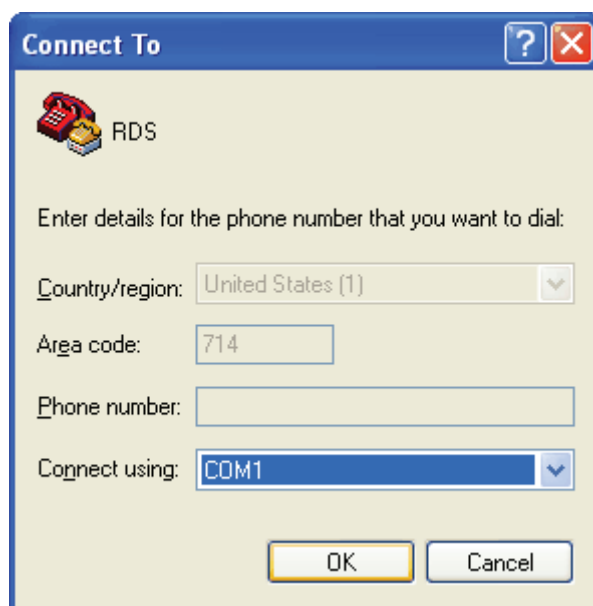 Connect To
RDS
Enter details for the phone number that you want to dial:
Country/region: United States (1)
Area code: 714
Phone number:
Connect using: COM1
OK Cancel